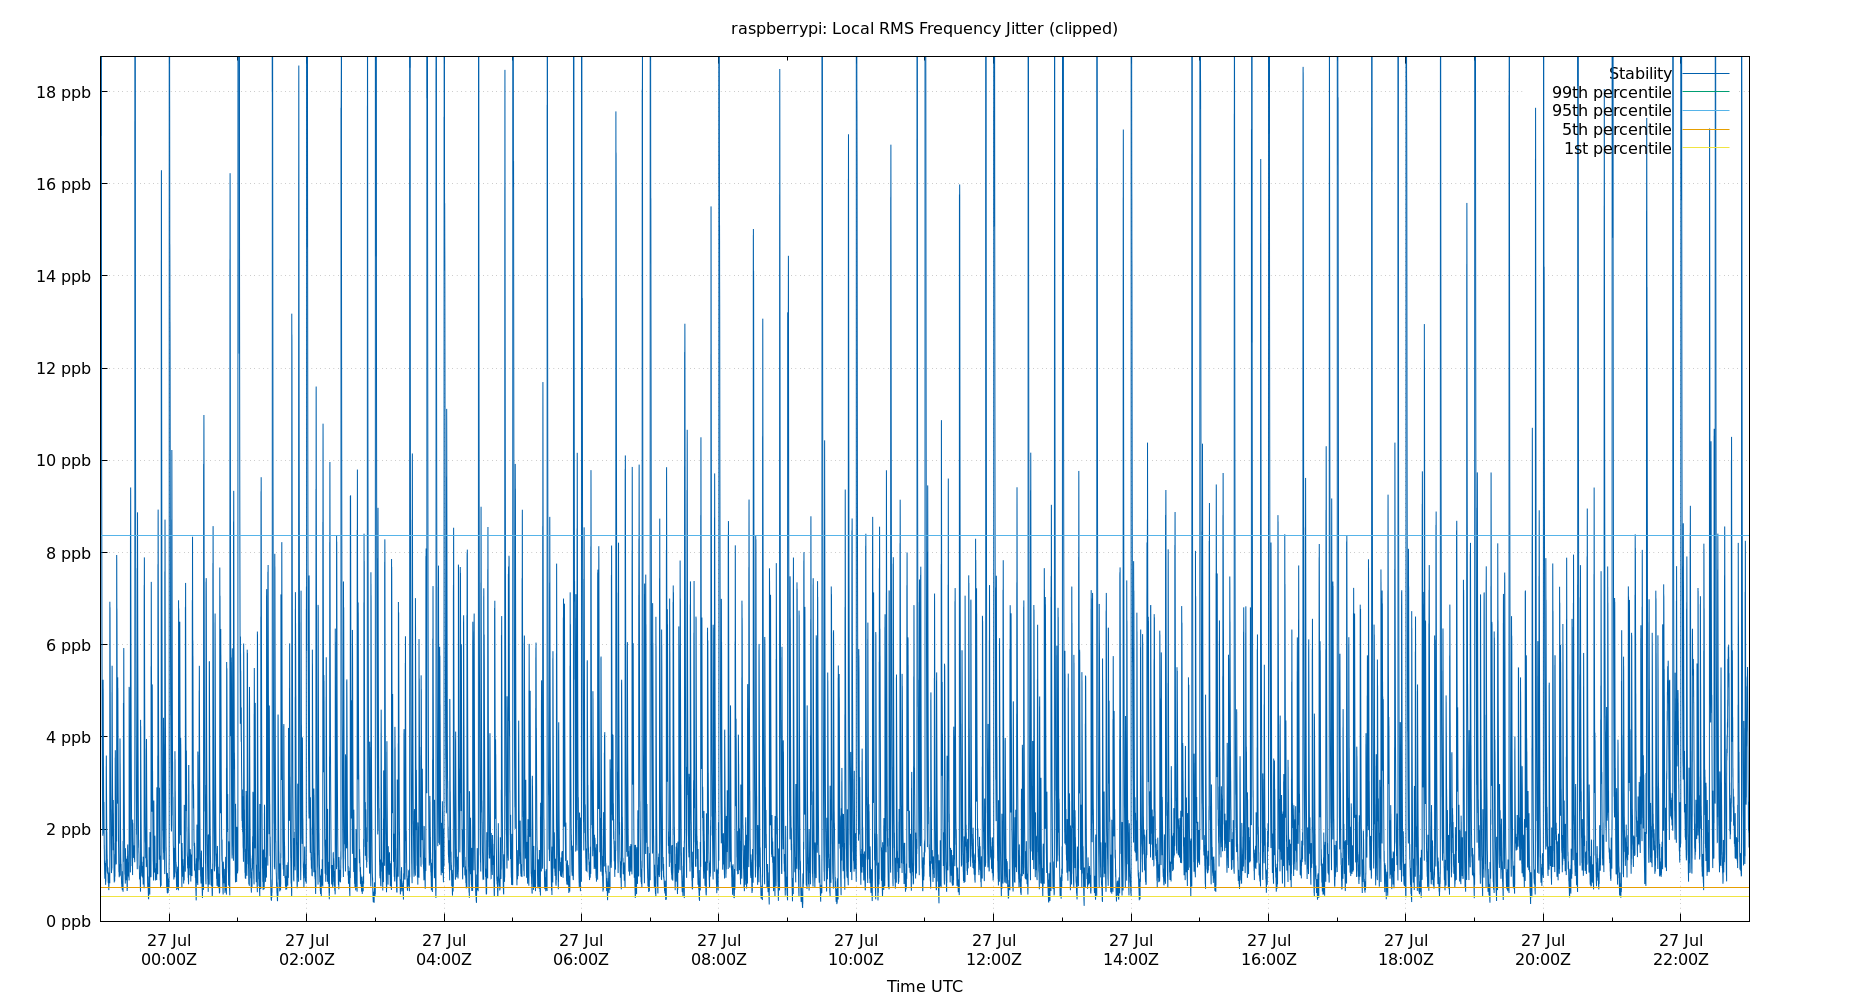 raspberrypi: Local RMS Frequency Jitter (clipped)
Stability
99th percentile
95th percentile
5th percentile
1st percentile
18 ppb
16 ppb
14 ppb
12 ppb
10 ppb
8 ppb
6 ppb
4 ppb
2 ppb
0 ppb
27 Jul 27 Jul 27 Jul 27 Jul 27 Jul 27 Jul 27 Jul 27 Jul 27 Jul 27 Jul 27 Jul 27 Jul
00:00Z 02:00Z 04:00Z 06:00Z 08:00Z 10:00Z 12:00Z 14:00Z 16:00Z 18:00Z 20:00Z 22:00Z
Time UTC